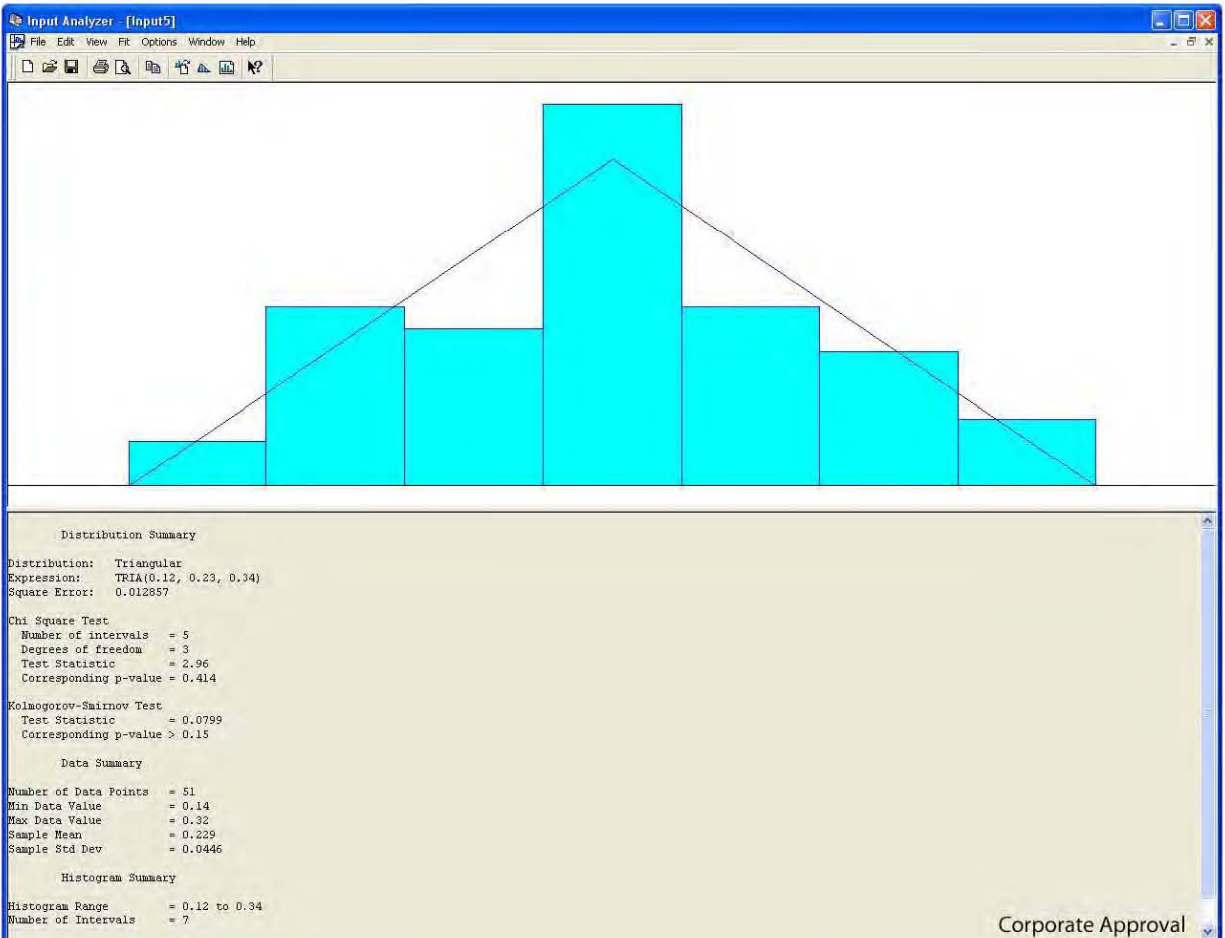 Input Analyzer - [Input5]
File Edit View Fit Options Window Help
Distribution Summary
Distribution: Triangular
Expression: TRIA(0.12, 0.23, 0.34)
Square Error: 0.012857
Chi Square Test
Number of intervals = 5
Degrees of freedom = 3
Test Statistic = 2.96
Corresponding p-value = 0.414
Kolmogorov-Smirnov Test
Test Statistic = 0.0799
Corresponding p-value > 0.15
Data Summary
Number of Data Points = 51
Min Data Value = 0.14
Max Data Value = 0.32
Sample Mean = 0.229
Sample Std Dev = 0.0446
Histogram Summary
Histogram Range = 0.12 to 0.34
Number of Intervals = 7
Corporate Approval